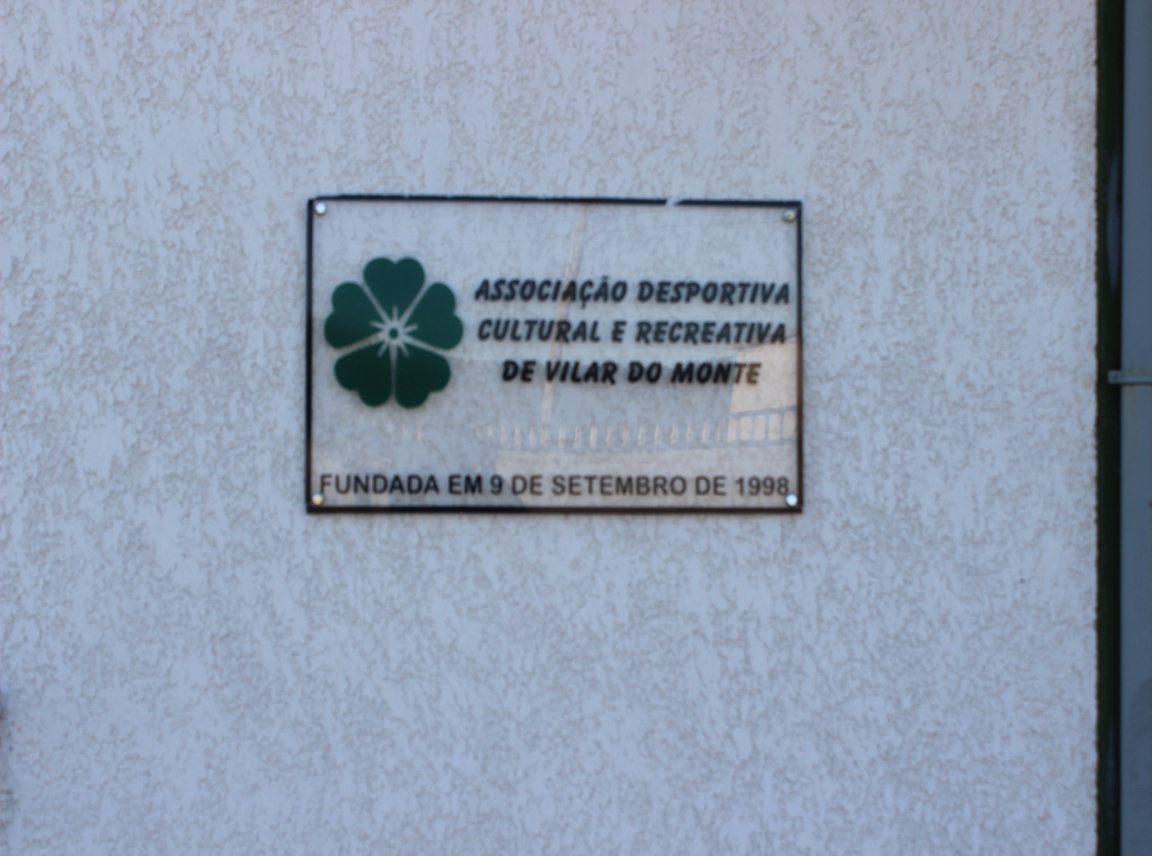 ASSOCIAÇÃO DESPORTIVA
CULTURAL E RECREATIVA
DE VILAR DO MONTE
FUNDADA EM 9 DE SETEMBRO DE 1998